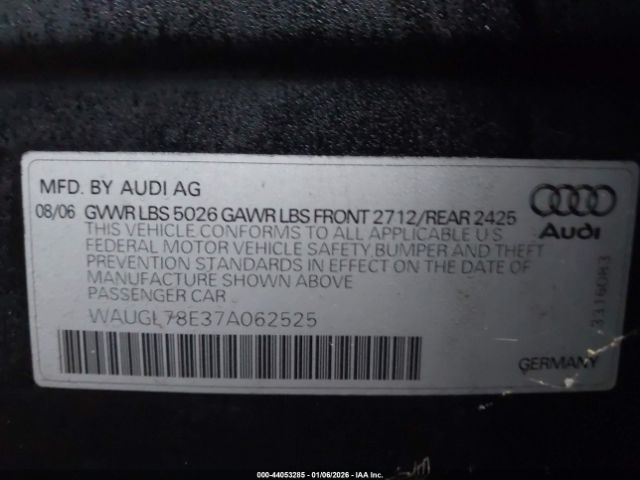 MFD. BY AUDI AG
08/06 GVWR LBS 5026 GAWR LBS FRONT 2712/REAR 2425
THIS VEHICLE CONFORMS TO ALL APPLICABLE U S
FEDERAL MOTOR VEHICLE SAFETY, BUMPER AND THEFT
PREVENTION STANDARDS IN EFFECT ON THE DATE OF
MANUFACTURE SHOWN ABOVE
PASSENGER CAR
WAUGL78E37A062525
Audi
GERMANY
000-44053285 - 01/06/2026 - IAA Inc.